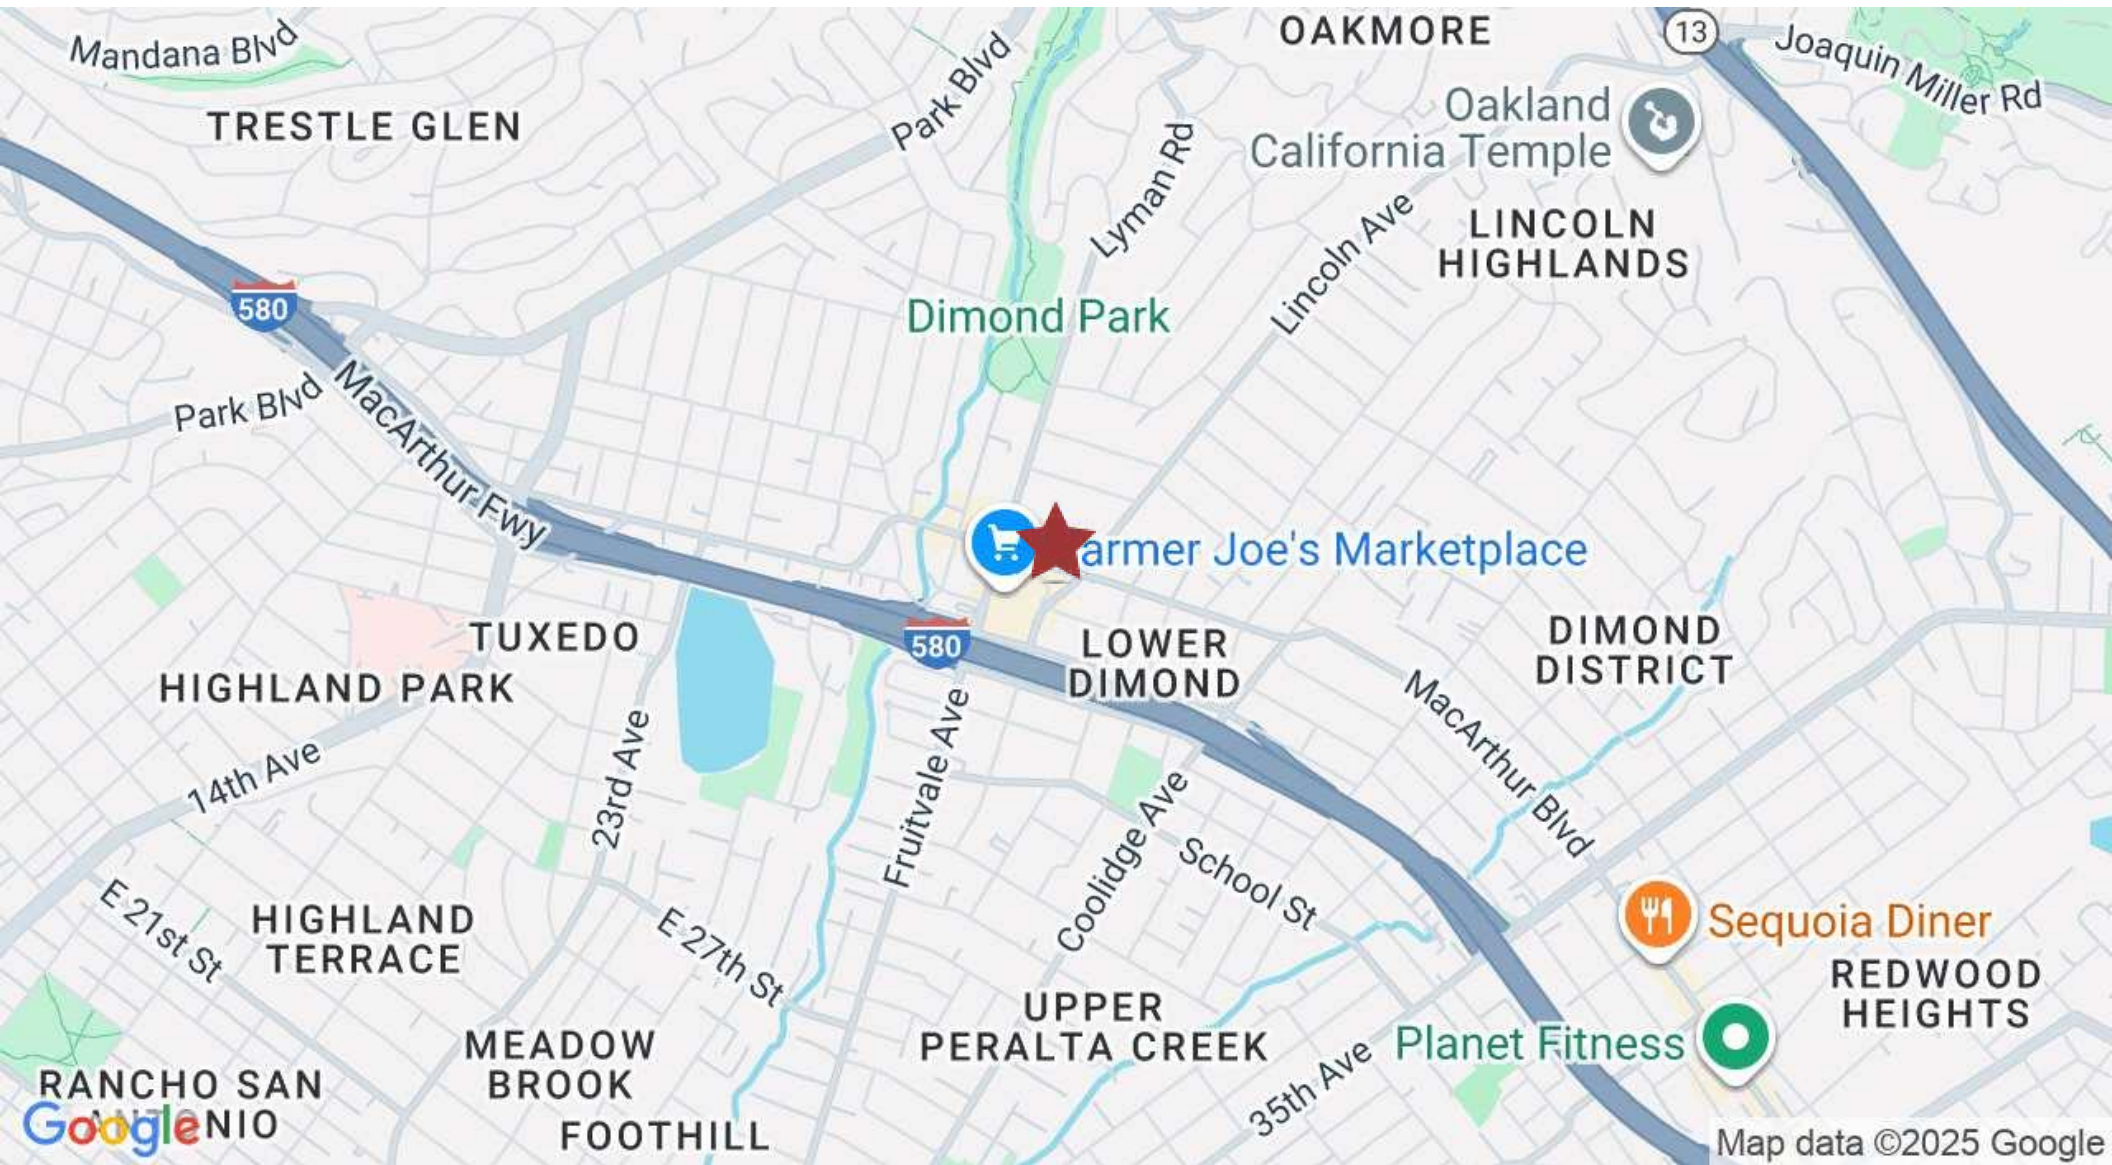 OAKMORE
13
Mandana Blvd
Joaquin Miller Rd
Park Blvd
TRESTLE GLEN
Oakland
California Temple
Lyman Rd
Lincoln Ave
LINCOLN
HIGHLANDS
580
Dimond Park
Park Blvd
MacArthur Fwy
armer Joe's Marketplace
TUXEDO
580
LOWER
DIMOND
DIMOND
DISTRICT
HIGHLAND PARK
MacArthur Blvd
14th Ave
23rd Ave
Fruitvale Ave
Coolidge Ave
School St
E 21st St
HIGHLAND
TERRACE
E 27th St
Sequoia Diner
REDWOOD
HEIGHTS
UPPER
PERALTA CREEK
MEADOW
BROOK
35th Ave
Planet Fitness
RANCHO SAN
NIO
Google
FOOTHILL
Map data ©2025 Google